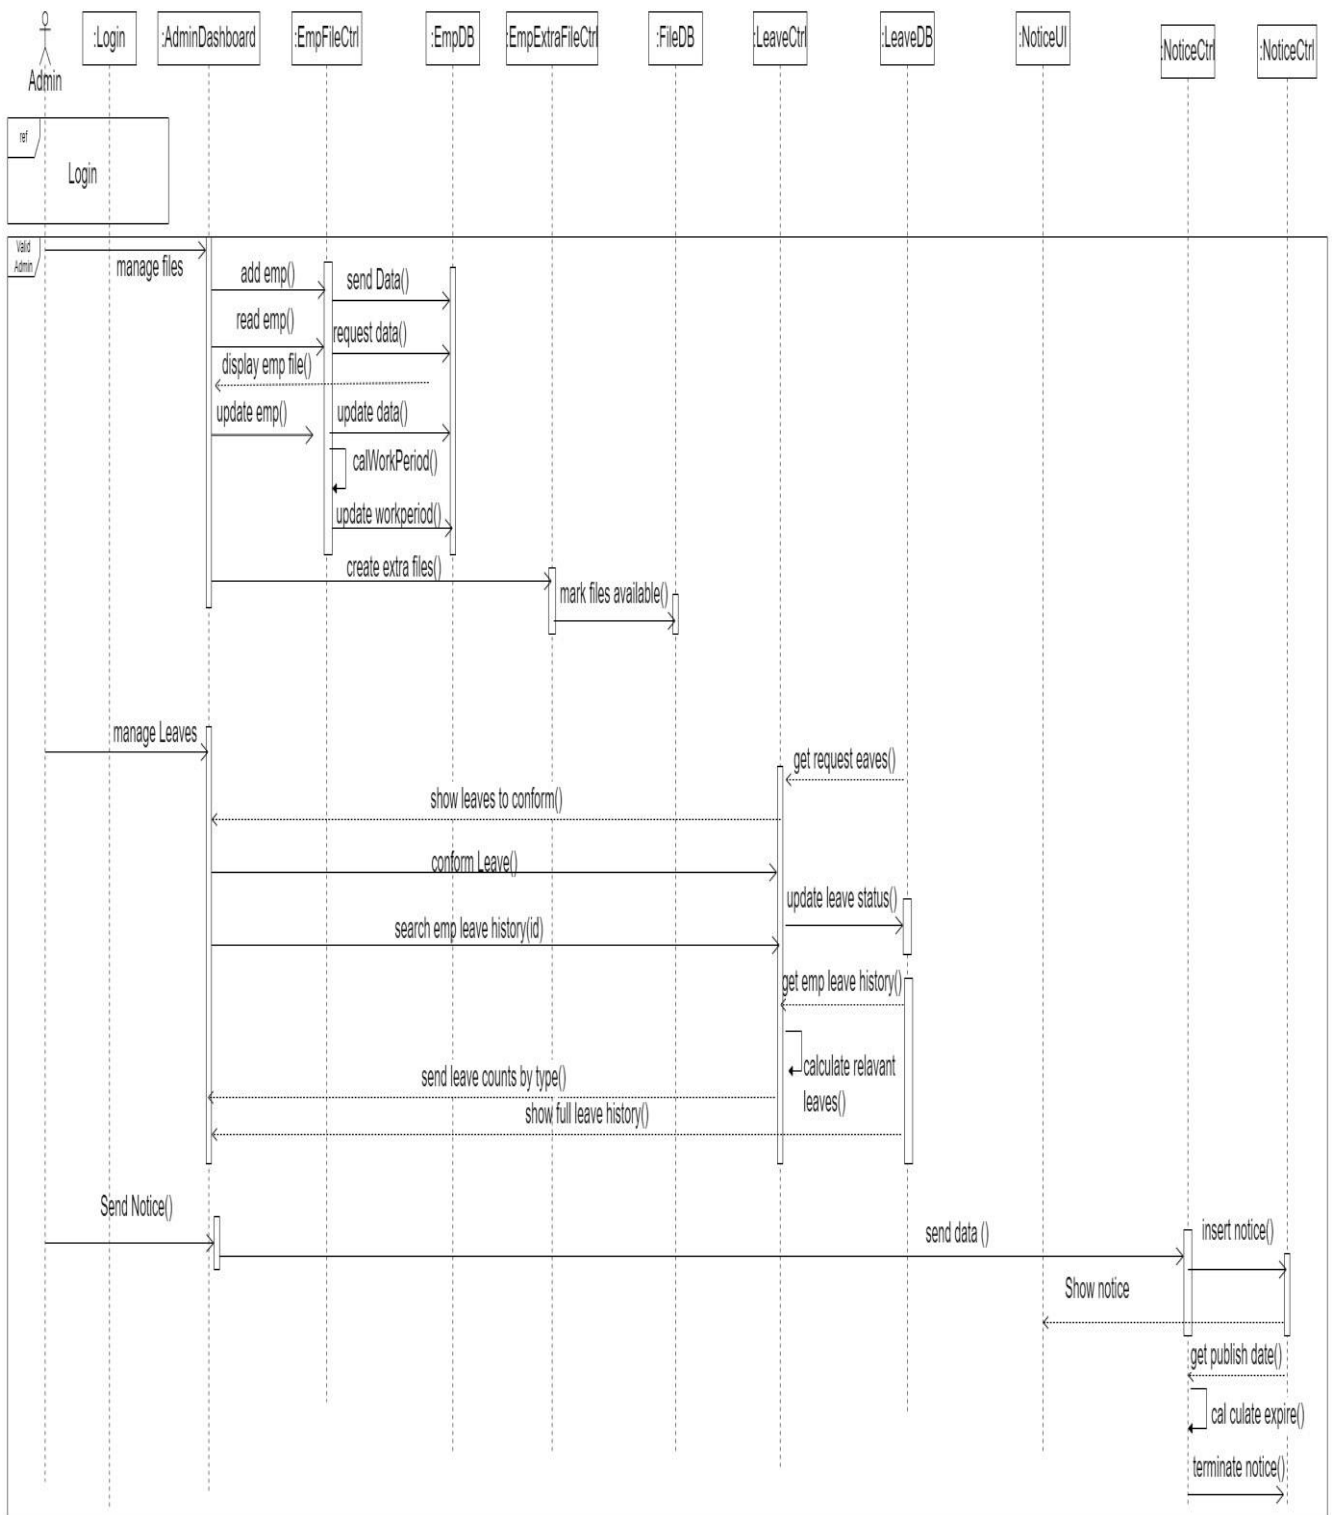 :Login
:AdminDashboard
:EmpFileCtrl
:EmpDB
:EmpExtraFileCtrl
:FileDB
:LeaveCtrl
:LeaveDB
:NoticeUI
:NoticeCtrl
:NoticeCtrl
Admin
ref
Login
Valid
Admin
manage files
add emp()
send Data()
read emp()
request data()
display emp file()
update emp()
update data()
calWorkPeriod()
update workperiod()
create extra files()
mark files available()
manage Leaves
get request eaves()
show leaves to conform()
conform Leave()
update leave status()
search emp leave history(id)
get emp leave history()
calculate relavant
leaves()
send leave counts by type()
show full leave history()
Send Notice()
send data ()
insert notice()
Show notice
get publish date()
cal culate expire()
terminate notice()